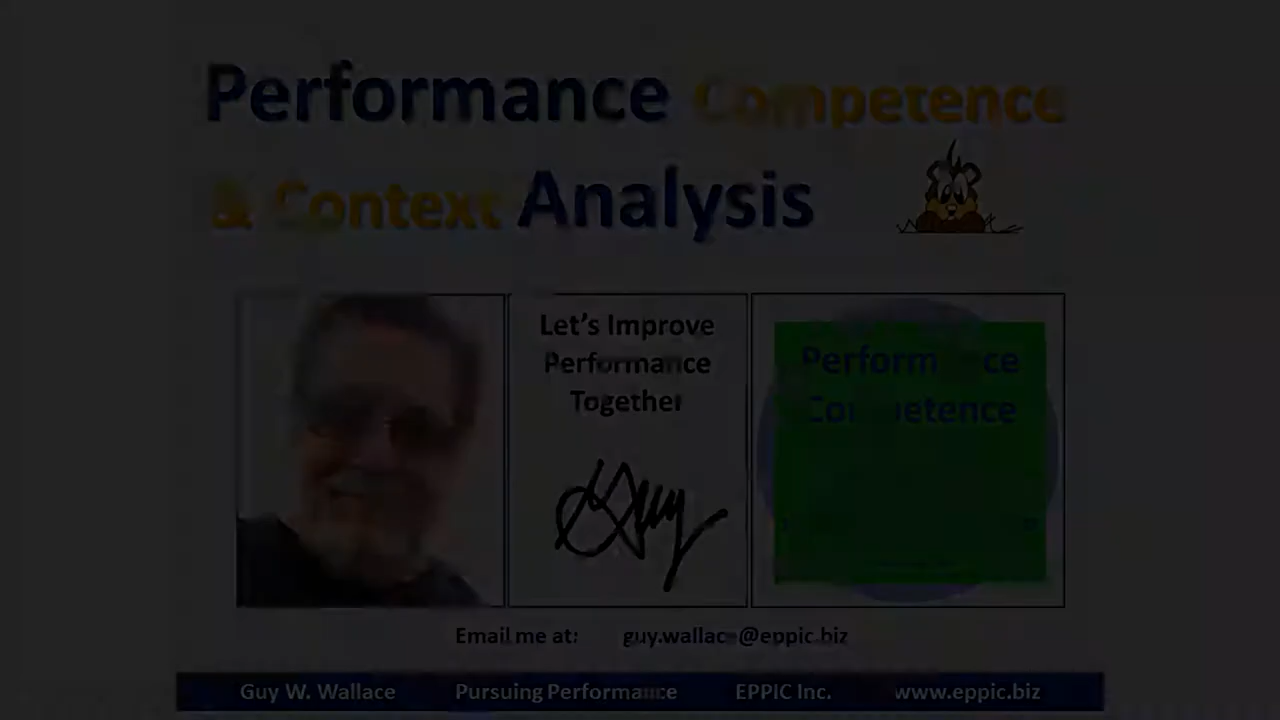 Performance Competence
& Context Analysis
Let's Improve
Performance
Together
Guy
Performance
Competence
Email me at: guy.wallace@eppic.biz
Guy W. Wallace Pursuing Performance EPPIC Inc. www.eppic.biz